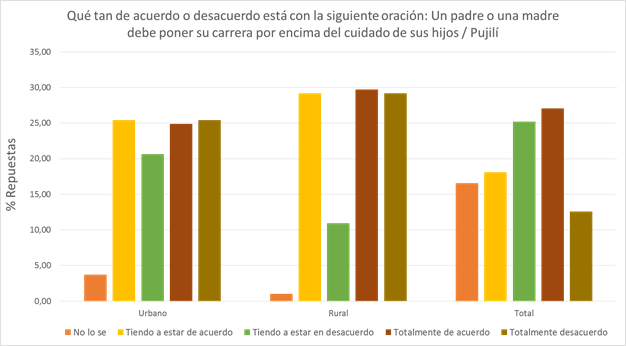 Qué tan de acuerdo o desacuerdo está con la siguiente oración: Un padre o una madre
debe poner su carrera por encima del cuidado de sus hijos / Pujilí
% Repuestas
35,00
30,00
25,00
20,00
15,00
10,00
5,00
0,00
Urbano Rural Total
No lo se Tiendo a estar de acuerdo Tiendo a estar en desacuerdo Totalmente de acuerdo Totalmente desacuerdo